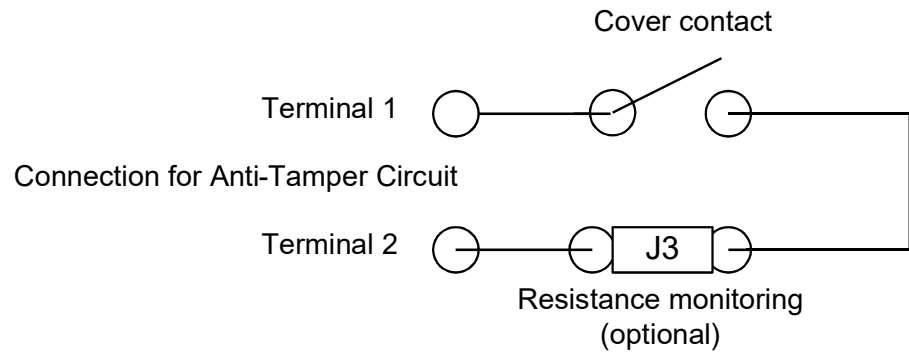 Cover contact
Terminal 1
Connection for Anti-Tamper Circuit
Terminal 2
J3
Resistance monitoring
(optional)